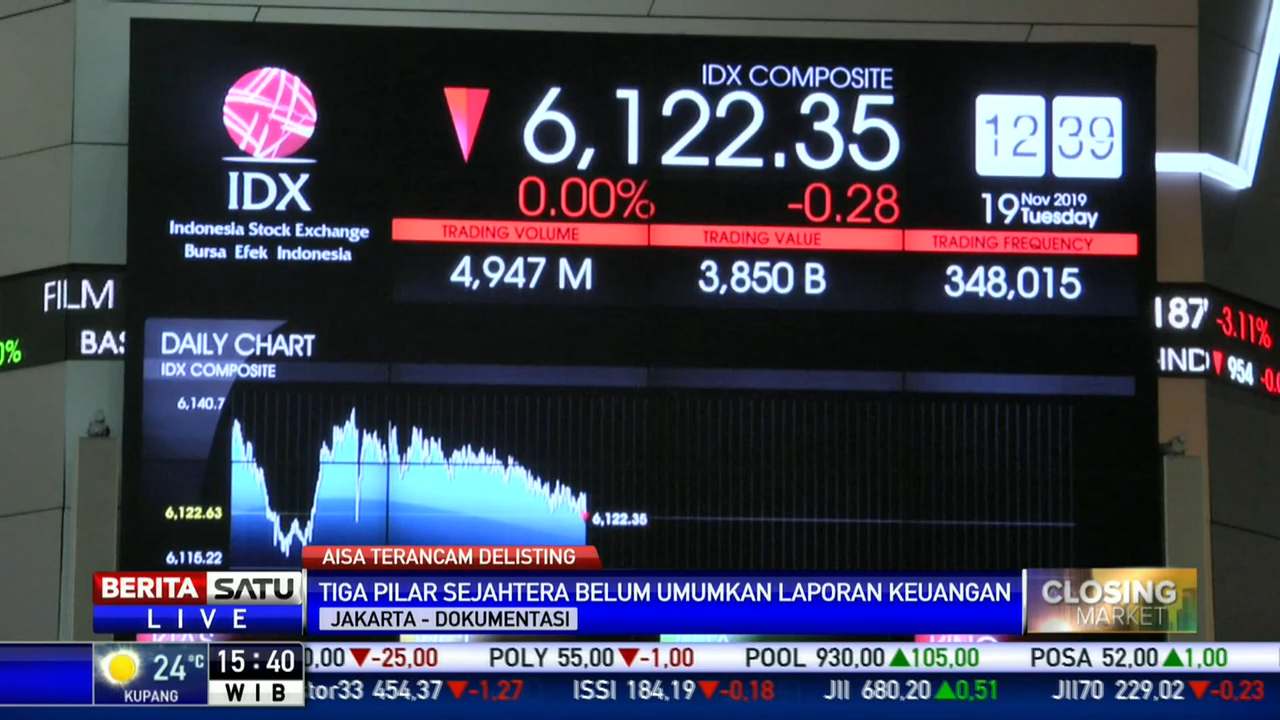 IDX COMPOSITE
6,122.35
0.00% -0.28
12 39
19 Nov 2019
Tuesday
IDX
Indonesia Stock Exchange
Bursa Efek Indonesia
TRADING VOLUME TRADING VALUE TRADING FREQUENCY
4,947 M 3,850 B 348,015
FILM
0%
187 -3.11%
954
DAILY CHART
IDX COMPOSITE
6,140.7
6,122.63
6,122.35
6,115.22
AISA TERANCAM DELISTING
BERITA SATU
LIVE
TIGA PILAR SEJAHTERA BELUM UMUMKAN LAPORAN KEUANGAN
JAKARTA - DOKUMENTASI
CLOSING
MARKET
24°C
KUPANG
15:40
WIB
0,00 -25,00 POLY 55,00 -1,00 POOL 930,00 105,00 POSA 52,00 1,00
tor33 454,37 -1,27 ISSI 184,19 -0,18 JII 680,20 0,51 JII70 229,02 -0,23